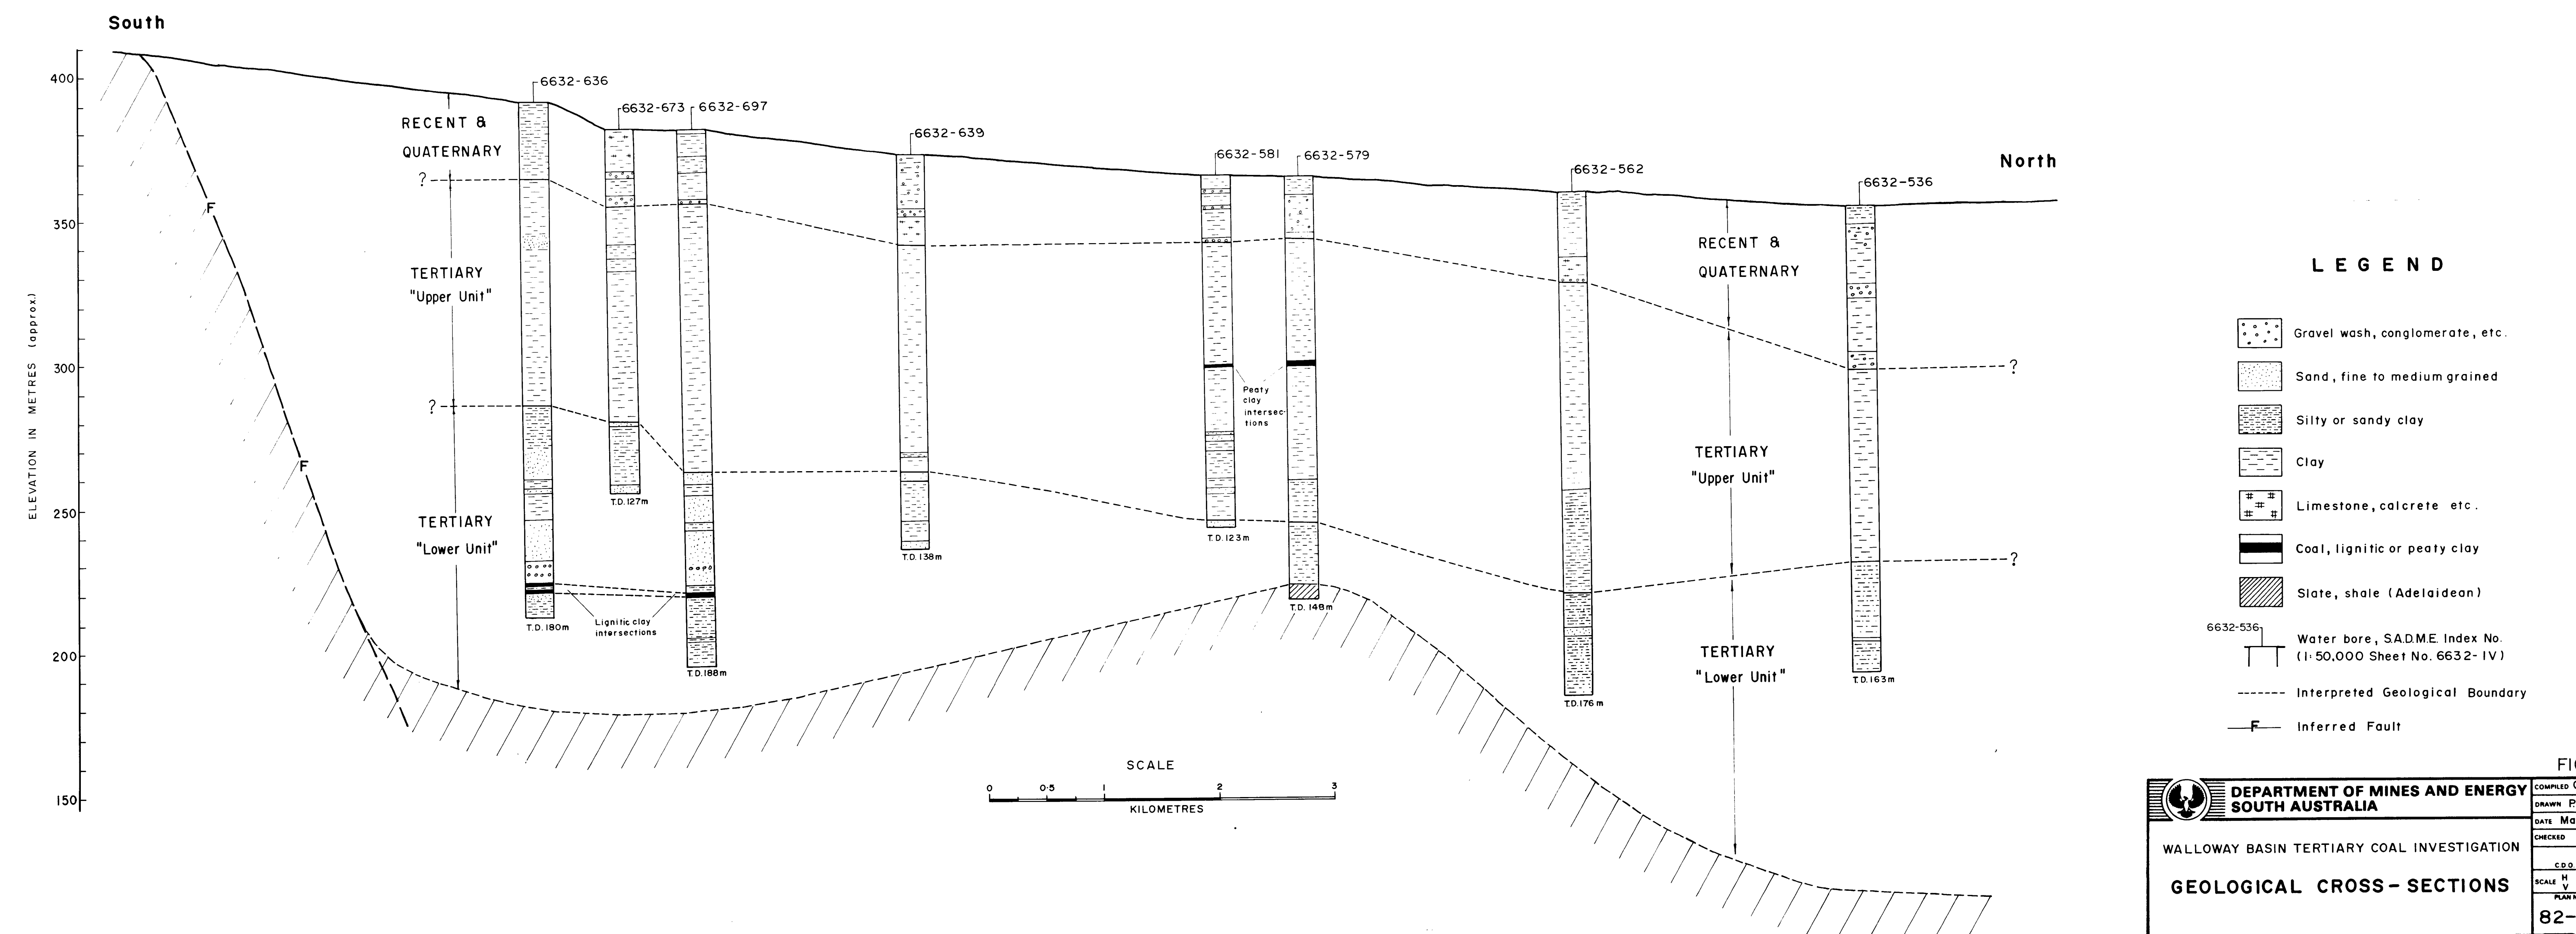 South
North
ELEVATION IN METRES (approx.)
400
350
300
250
200
150
6632-636
6632-673
6632-697
6632-639
6632-581
6632-579
6632-562
6632-536
RECENT &
QUATERNARY
?
TERTIARY
"Upper Unit"
?
TERTIARY
"Lower Unit"
F
F
T.D. 180m
T.D. 127m
T.D. 188m
T.D. 138m
T.D. 123m
T.D. 148m
T.D. 176m
T.D. 163m
Lignitic clay
intersections
Peaty
clay
intersec-
tions
RECENT &
QUATERNARY
?
TERTIARY
"Upper Unit"
?
TERTIARY
"Lower Unit"
SCALE
0 0·5 1 2 3
KILOMETRES
LEGEND
Gravel wash, conglomerate, etc.
Sand, fine to medium grained
Silty or sandy clay
Clay
Limestone, calcrete etc.
Coal, lignitic or peaty clay
Slate, shale (Adelaidean)
6632-536
Water bore, S.A.D.M.E. Index No.
(1:50,000 Sheet No. 6632-IV)
Interpreted Geological Boundary
F
Inferred Fault
DEPARTMENT OF MINES AND ENERGY
SOUTH AUSTRALIA
WALLOWAY BASIN TERTIARY COAL INVESTIGATION
GEOLOGICAL CROSS-SECTIONS
COMPILED
DRAWN P.
DATE
CHECKED
SCALE H
V
82-